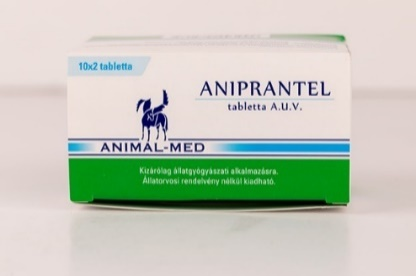 10x2 tabletta
ANIPRANTEL
tabletta A.U.V.
ANIMAL-MED
Kizárólag állatgyógyászati alkalmazásra.
Állatorvosi rendelvény nélkül kiadható.